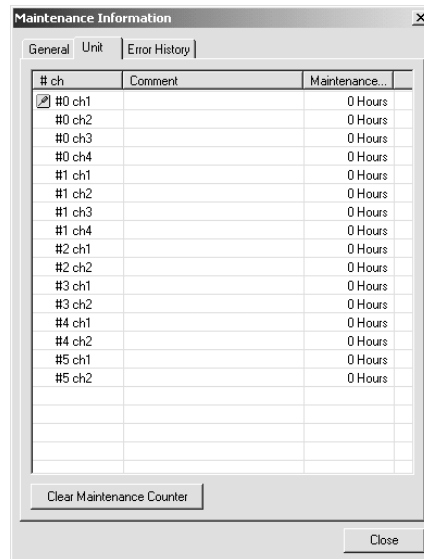 Maintenance Information
General Unit Error History
# ch Comment Maintenance...
#0 ch1 0 Hours
#0 ch2 0 Hours
#0 ch3 0 Hours
#0 ch4 0 Hours
#1 ch1 0 Hours
#1 ch2 0 Hours
#1 ch3 0 Hours
#1 ch4 0 Hours
#2 ch1 0 Hours
#2 ch2 0 Hours
#3 ch1 0 Hours
#3 ch2 0 Hours
#4 ch1 0 Hours
#4 ch2 0 Hours
#5 ch1 0 Hours
#5 ch2 0 Hours
Clear Maintenance Counter
Close